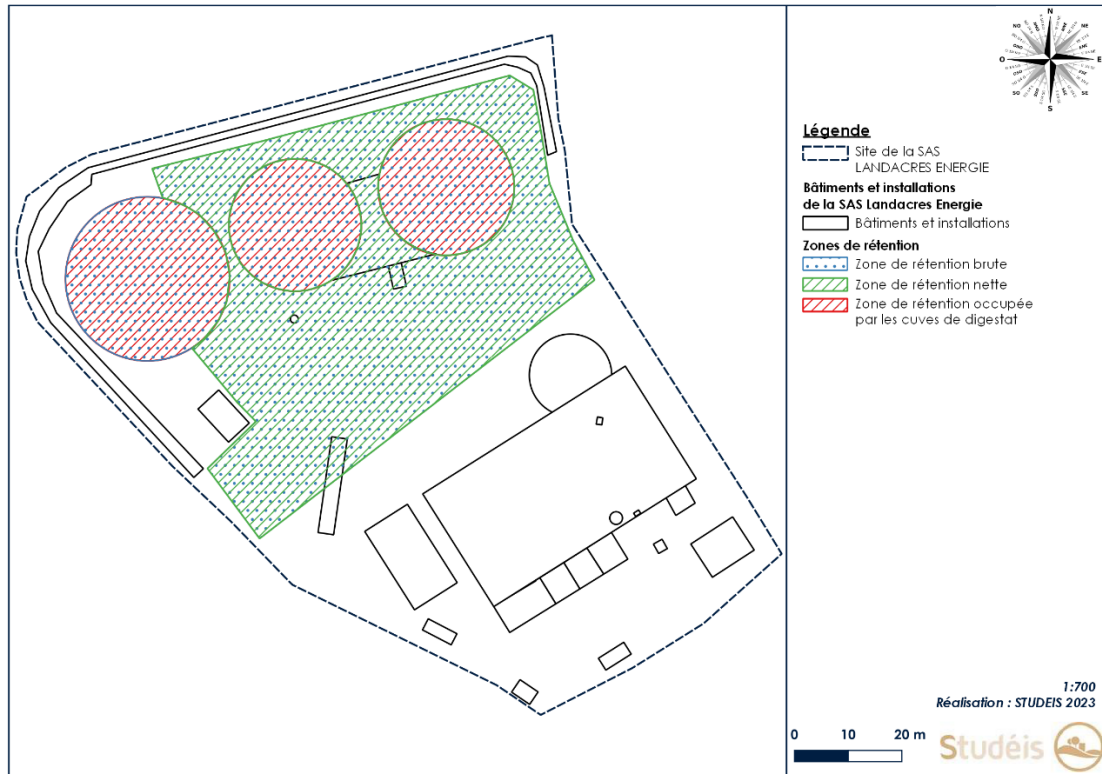 N
NO
NE
O
E
SO
SE
S
Légende
Site de la SAS
LANDACRES ENERGIE
Bâtiments et installations
de la SAS Landacres Energie
Bâtiments et installations
Zones de rétention
Zone de rétention brute
Zone de rétention nette
Zone de rétention occupée
par les cuves de digestat
1:700
Réalisation : STUDEIS 2023
0 10 20 m
Studéis